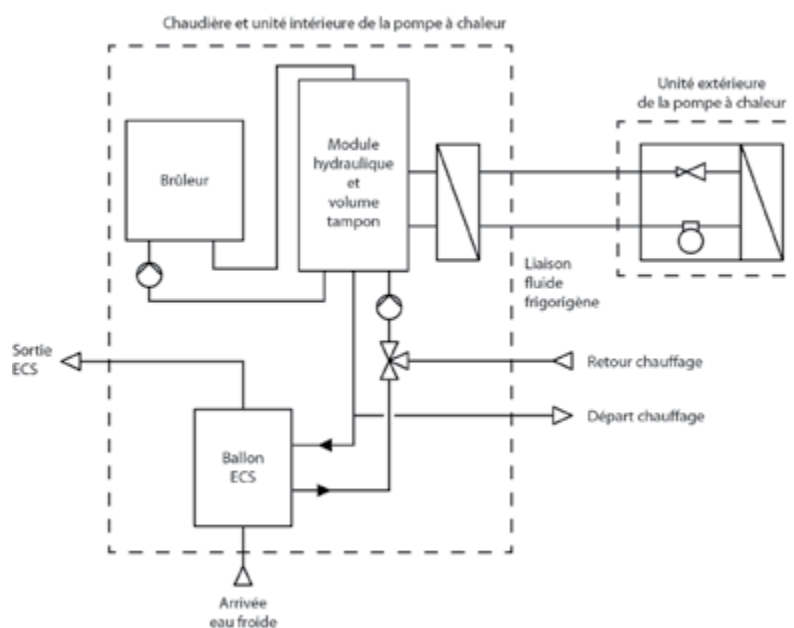 Chaudière et unité intérieure de la pompe à chaleur
Unité extérieure
de la pompe à chaleur
Brûleur
Module
hydraulique
et
volume
tampon
Liaison
fluide
frigorigène
Sortie
ECS
Retour chauffage
Départ chauffage
Ballon
ECS
Arrivée
eau froide